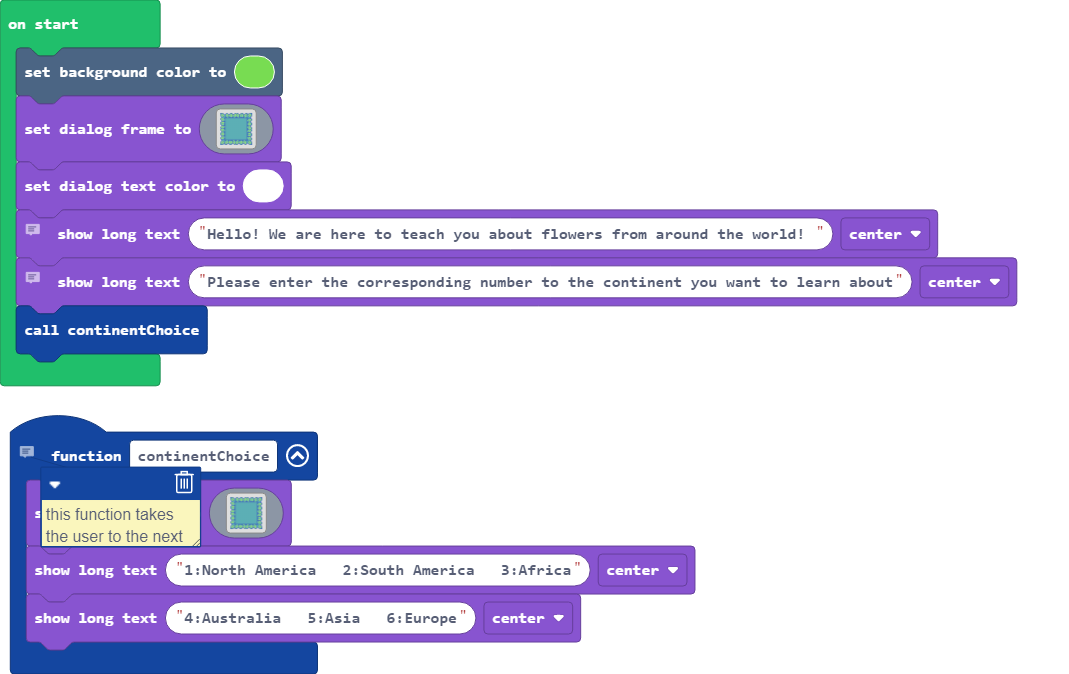 on start
set background color to
set dialog frame to
set dialog text color to
show long text "Hello! We are here to teach you about flowers from around the world! " center
show long text "Please enter the corresponding number to the continent you want to learn about" center
call continentChoice
function continentChoice
this function takes
the user to the next
show long text "1:North America   2:South America   3:Africa" center
show long text "4:Australia   5:Asia   6:Europe" center